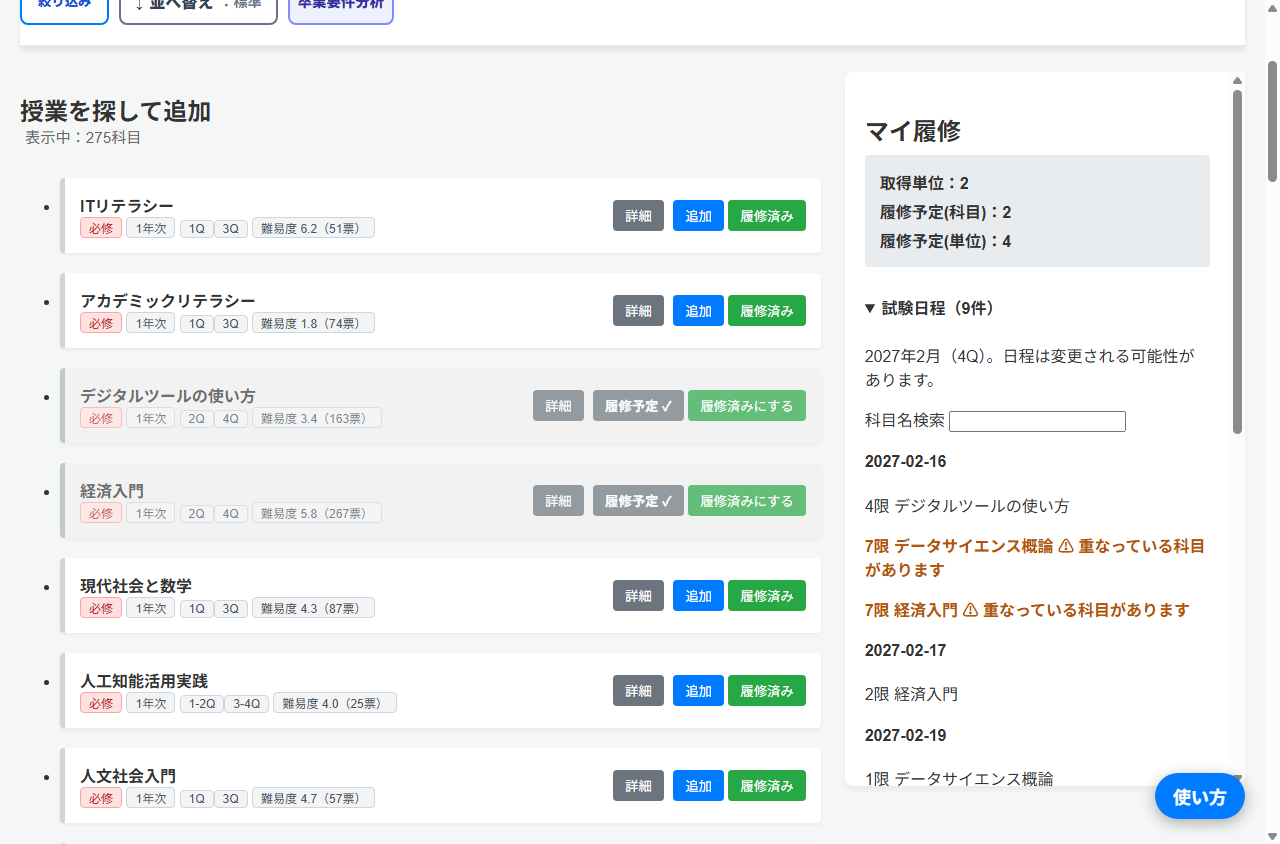 絞り込み
↓ 並べ替え ：標準
卒業要件分析
授業を探して追加
表示中：275科目
ITリテラシー
必修 1年次 1Q 3Q 難易度 6.2（51票）
詳細 追加 履修済み
アカデミックリテラシー
必修 1年次 1Q 3Q 難易度 1.8（74票）
詳細 追加 履修済み
デジタルツールの使い方
必修 1年次 2Q 4Q 難易度 3.4（163票）
詳細 履修予定 ✓ 履修済みにする
経済入門
必修 1年次 2Q 4Q 難易度 5.8（267票）
詳細 履修予定 ✓ 履修済みにする
現代社会と数学
必修 1年次 1Q 3Q 難易度 4.3（87票）
詳細 追加 履修済み
人工知能活用実践
必修 1年次 1-2Q 3-4Q 難易度 4.0（25票）
詳細 追加 履修済み
人文社会入門
必修 1年次 1Q 3Q 難易度 4.7（57票）
詳細 追加 履修済み
マイ履修
取得単位：2
履修予定(科目)：2
履修予定(単位)：4
▼ 試験日程（9件）
2027年2月（4Q）。日程は変更される可能性が
あります。
科目名検索
2027-02-16
4限 デジタルツールの使い方
7限 データサイエンス概論 ⚠ 重なっている科目
があります
7限 経済入門 ⚠ 重なっている科目があります
2027-02-17
2限 経済入門
2027-02-19
1限 データサイエンス概論
使い方